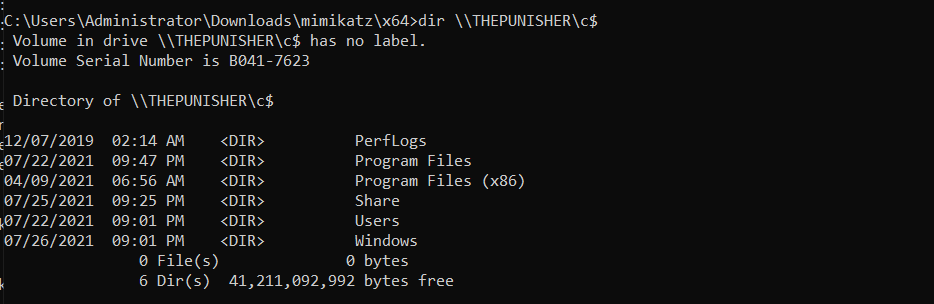 C:\Users\Administrator\Downloads\mimikatz\x64>dir \\THEPUNISHER\c$
Volume in drive \\THEPUNISHER\c$ has no label.
Volume Serial Number is B041-7623
Directory of \\THEPUNISHER\c$
12/07/2019  02:14 AM    <DIR>          PerfLogs
07/22/2021  09:47 PM    <DIR>          Program Files
04/09/2021  06:56 AM    <DIR>          Program Files (x86)
07/25/2021  09:25 PM    <DIR>          Share
07/22/2021  09:01 PM    <DIR>          Users
07/26/2021  09:01 PM    <DIR>          Windows
0 File(s)              0 bytes
6 Dir(s)  41,211,092,992 bytes free